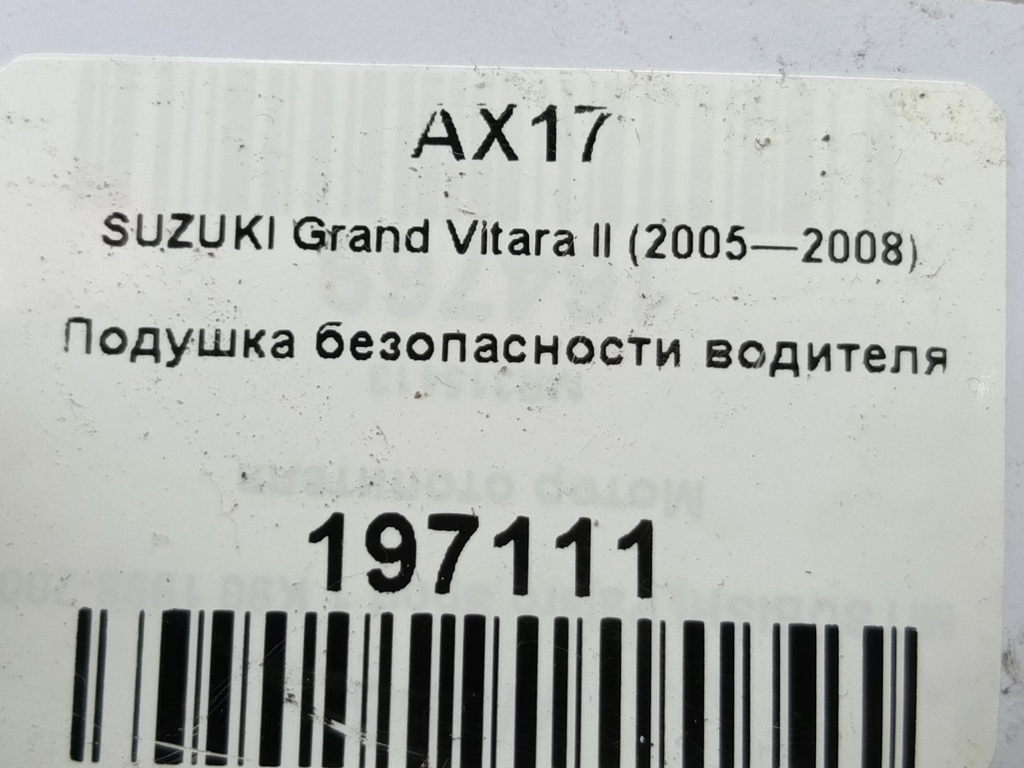 AX17
SUZUKI Grand Vitara II (2005—2008)
Подушка безопасности водителя
197111